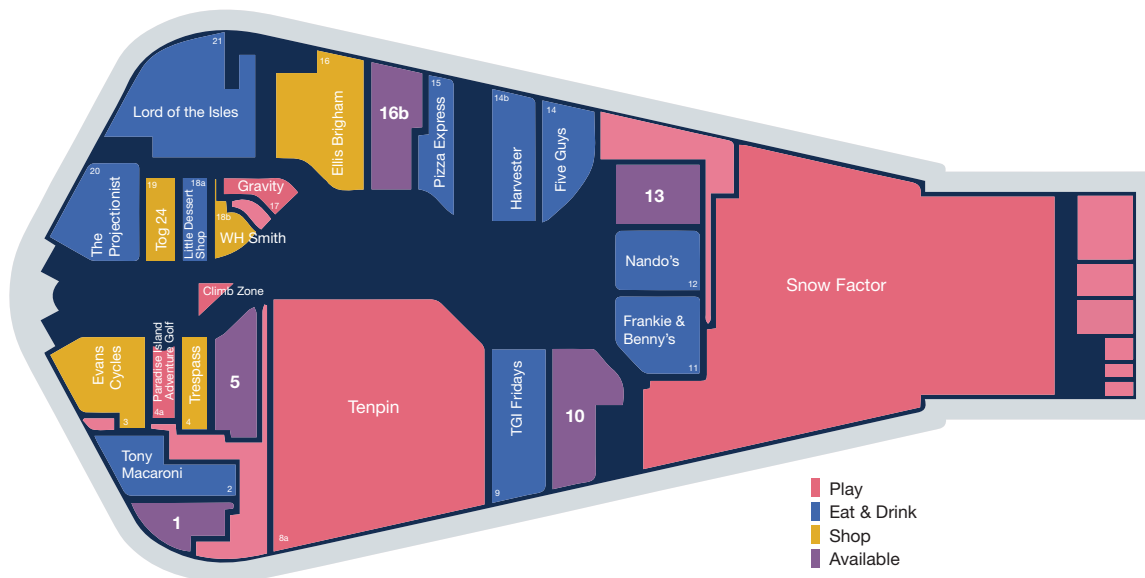 21
Lord of the Isles
16
Ellis Brigham
16b
15
Pizza Express
14b
Harvester
14
Five Guys
20
The
Projectionist
19
Tog 24
18a
Little Dessert
Shop
Gravity
17
18b
WH Smith
13
Nando’s
12
Climb Zone
Snow Factor
Frankie &
Benny’s
11
Evans
Cycles
3
Paradise Island
Adventure Golf
4a
Trespass
4
5
Tenpin
8a
TGI Fridays
9
10
Tony
Macaroni
2
1
Play
Eat & Drink
Shop
Available